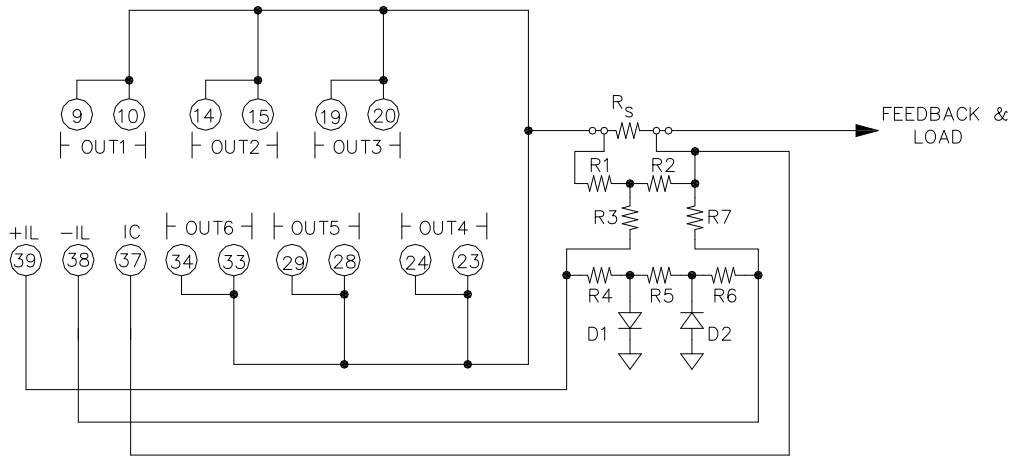 9 10 14 15 19 20
OUT1 OUT2 OUT3
R_S
FEEDBACK &
LOAD
R1 R2
R3 R7
+IL -IL IC OUT6 OUT5 OUT4
39 38 37 34 33 29 28 24 23
R4 R5 R6
D1 D2